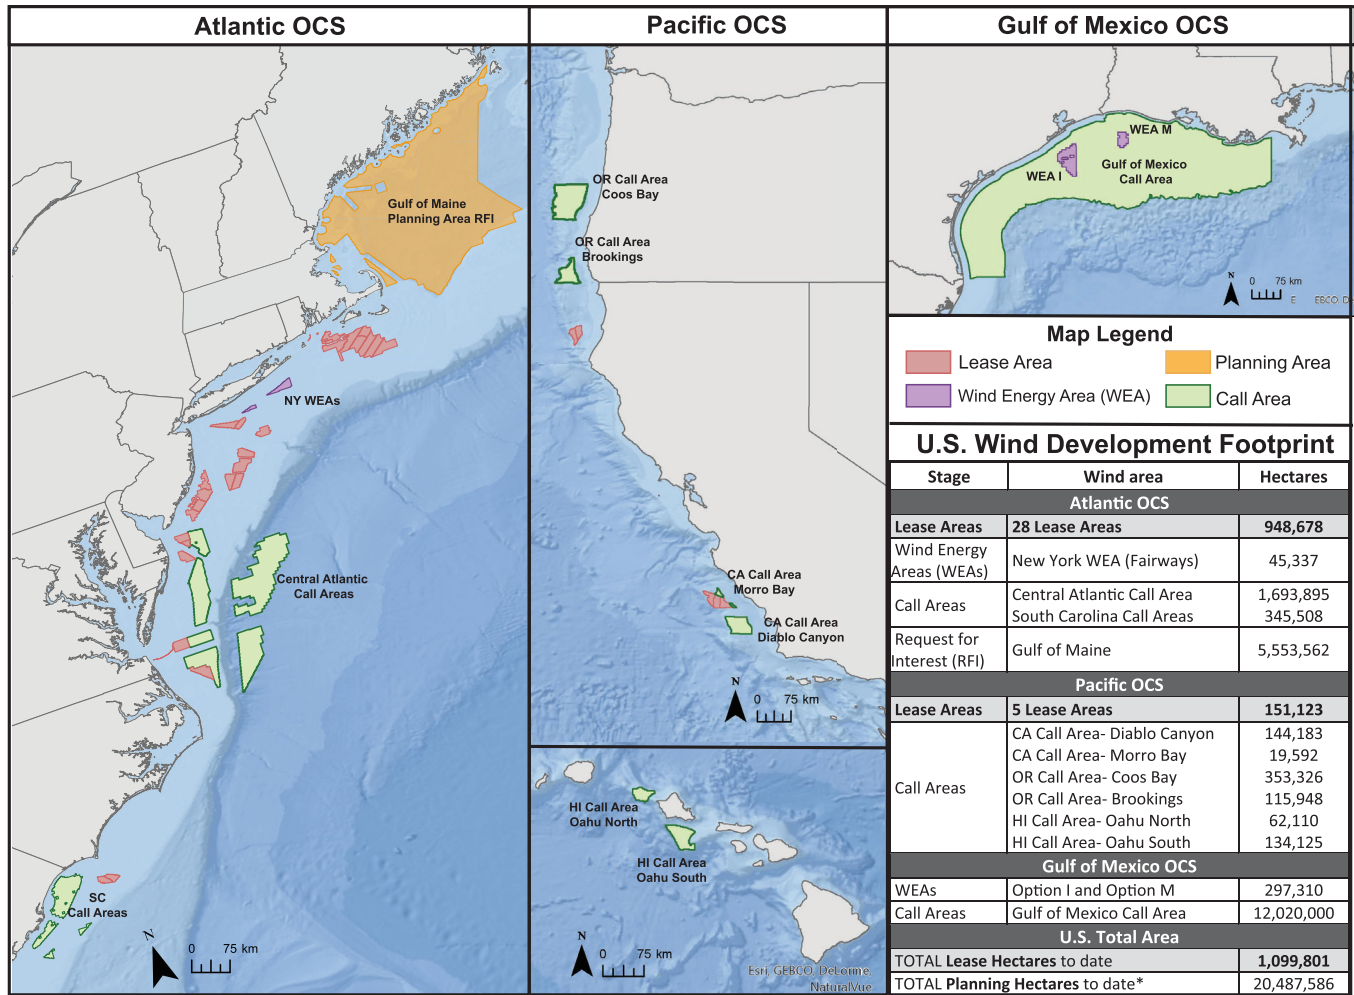 Atlantic OCS
Gulf of Maine
Planning Area RFI
NY WEAs
Central Atlantic
Call Areas
SC
Call Areas
N
0 75 km
Pacific OCS
OR Call Area
Coos Bay
OR Call Area
Brookings
CA Call Area
Morro Bay
CA Call Area
Diablo Canyon
N
0 75 km
HI Call Area
Oahu North
HI Call Area
Oahu South
N
0 75 km
Esri, GEBCO, DeLorme,
NaturalVue
Gulf of Mexico OCS
WEA M
Gulf of Mexico
Call Area
WEA I
N
0 75 km
E EBCO, D
Map Legend
Lease Area Planning Area
Wind Energy Area (WEA) Call Area
U.S. Wind Development Footprint
Stage Wind area Hectares
Atlantic OCS
Lease Areas 28 Lease Areas 948,678
Wind Energy
Areas (WEAs) New York WEA (Fairways) 45,337
Call Areas Central Atlantic Call Area 1,693,895
South Carolina Call Areas 345,508
Request for
Interest (RFI) Gulf of Maine 5,553,562
Pacific OCS
Lease Areas 5 Lease Areas 151,123
Call Areas CA Call Area- Diablo Canyon 144,183
CA Call Area- Morro Bay 19,592
OR Call Area- Coos Bay 353,326
OR Call Area- Brookings 115,948
HI Call Area- Oahu North 62,110
HI Call Area- Oahu South 134,125
Gulf of Mexico OCS
WEAs Option I and Option M 297,310
Call Areas Gulf of Mexico Call Area 12,020,000
U.S. Total Area
TOTAL Lease Hectares to date 1,099,801
TOTAL Planning Hectares to date* 20,487,586